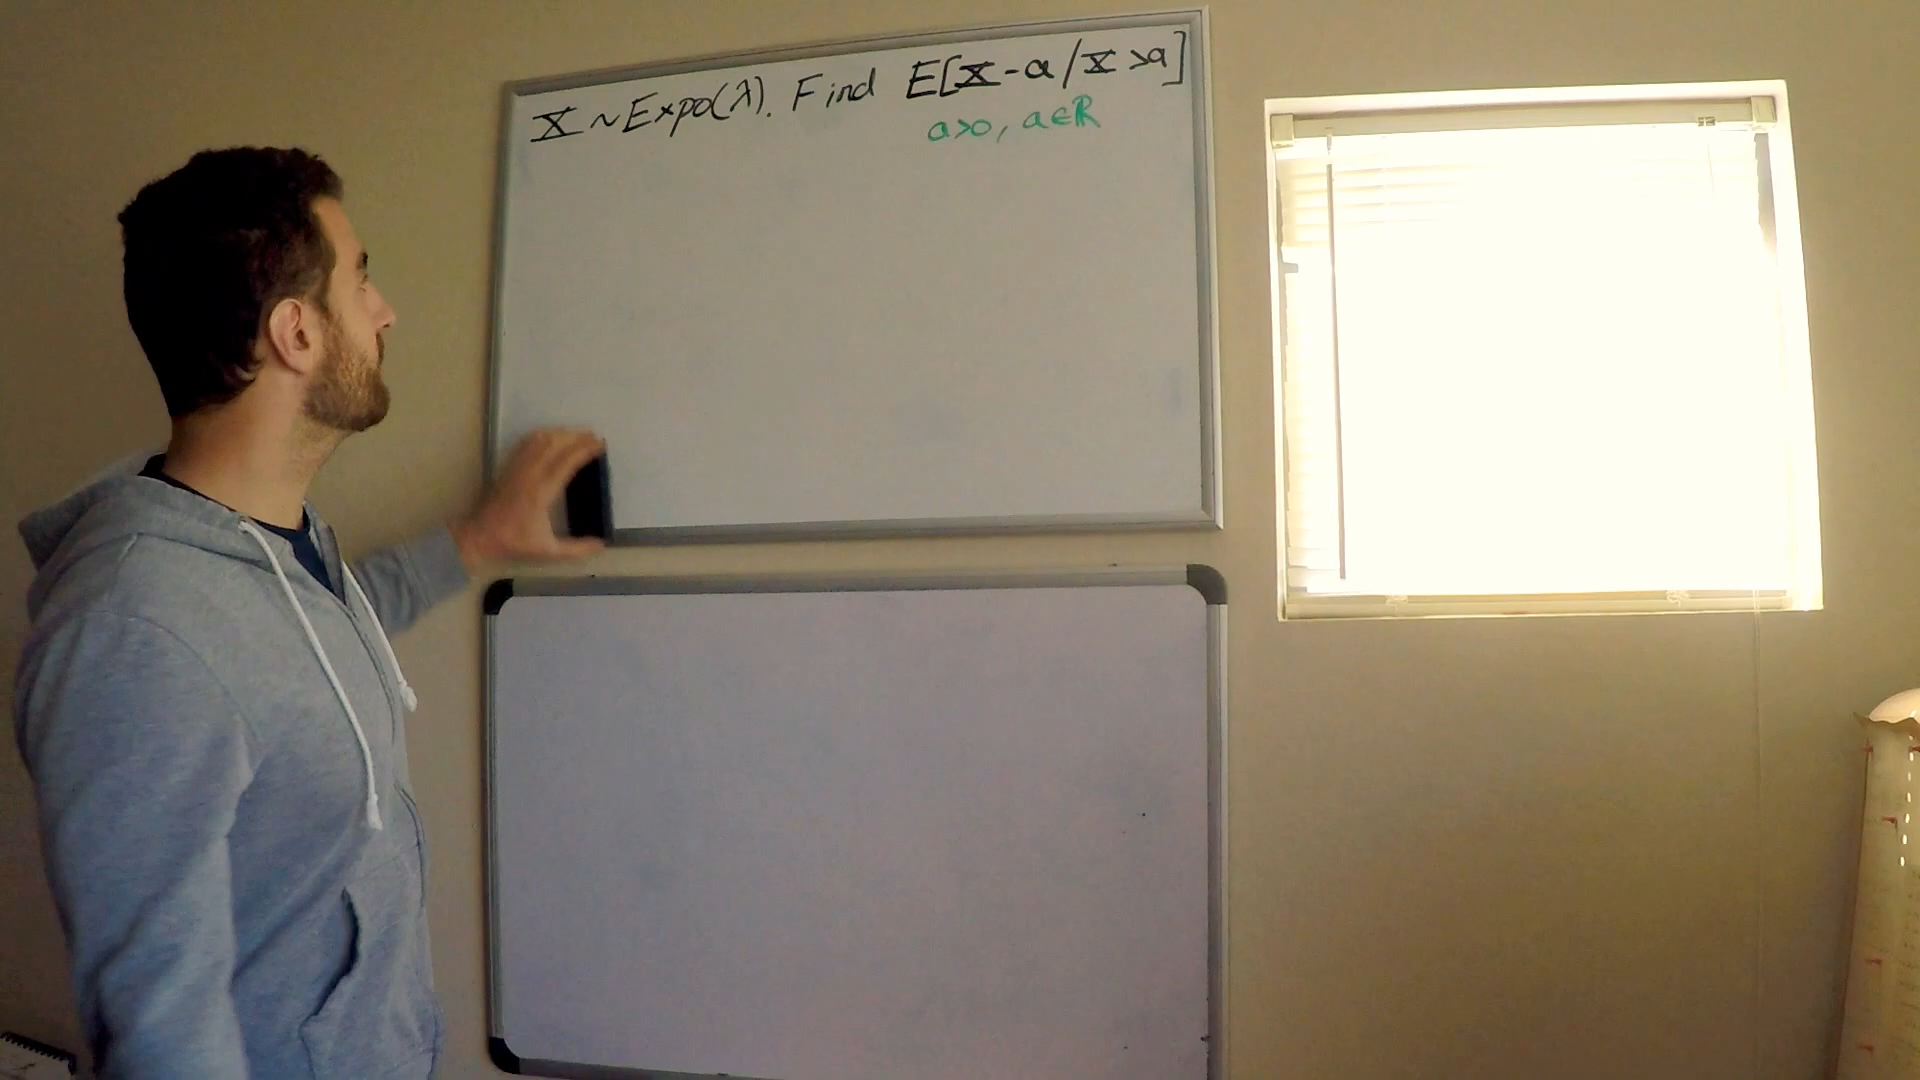 X ~ Expo(λ). Find E[X-a/X>a]
a>0, a∈ℝ